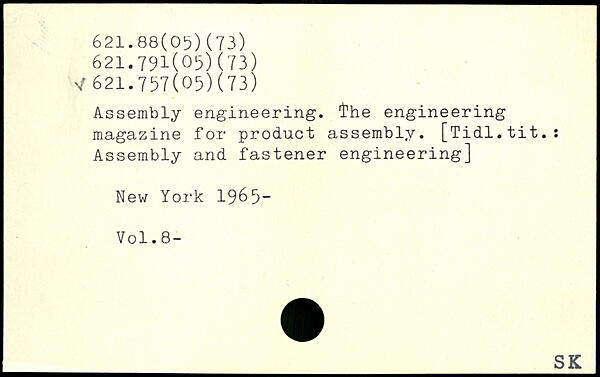 621.88(05)(73)
621.791(05)(73)
✓ 621.757(05)(73)
Assembly engineering. The engineering
magazine for product assembly. [Tidl.tit.:
Assembly and fastener engineering]
New York 1965-
Vol.8-
SK